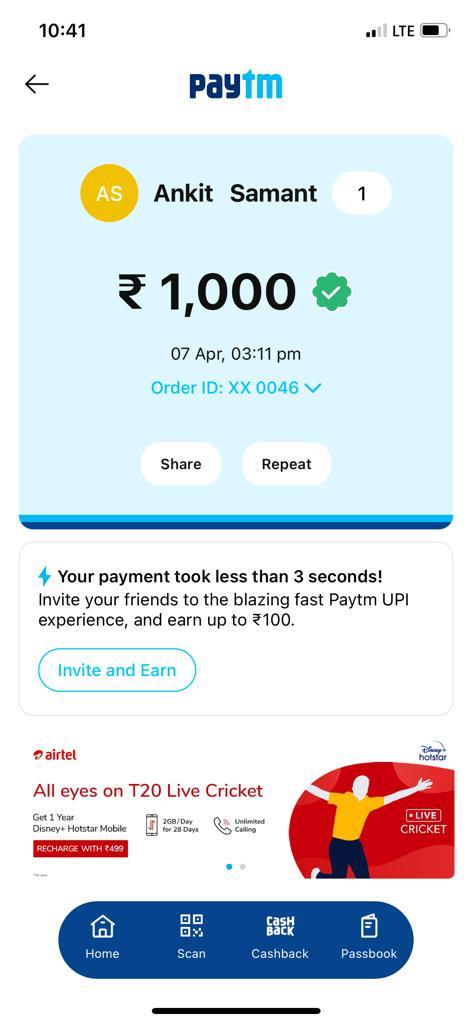 10:41
LTE
paytm
AS Ankit Samant 1
₹ 1,000
07 Apr, 03:11 pm
Order ID: XX 0046
Share Repeat
Your payment took less than 3 seconds!
Invite your friends to the blazing fast Paytm UPI
experience, and earn up to ₹100.
Invite and Earn
airtel
Disney+
hotstar
All eyes on T20 Live Cricket
Get 1 Year
Disney+ Hotstar Mobile
2GB/Day
for 28 Days
Unlimited
Calling
RECHARGE WITH ₹499
LIVE
CRICKET
CASH
BACK
Home Scan Cashback Passbook